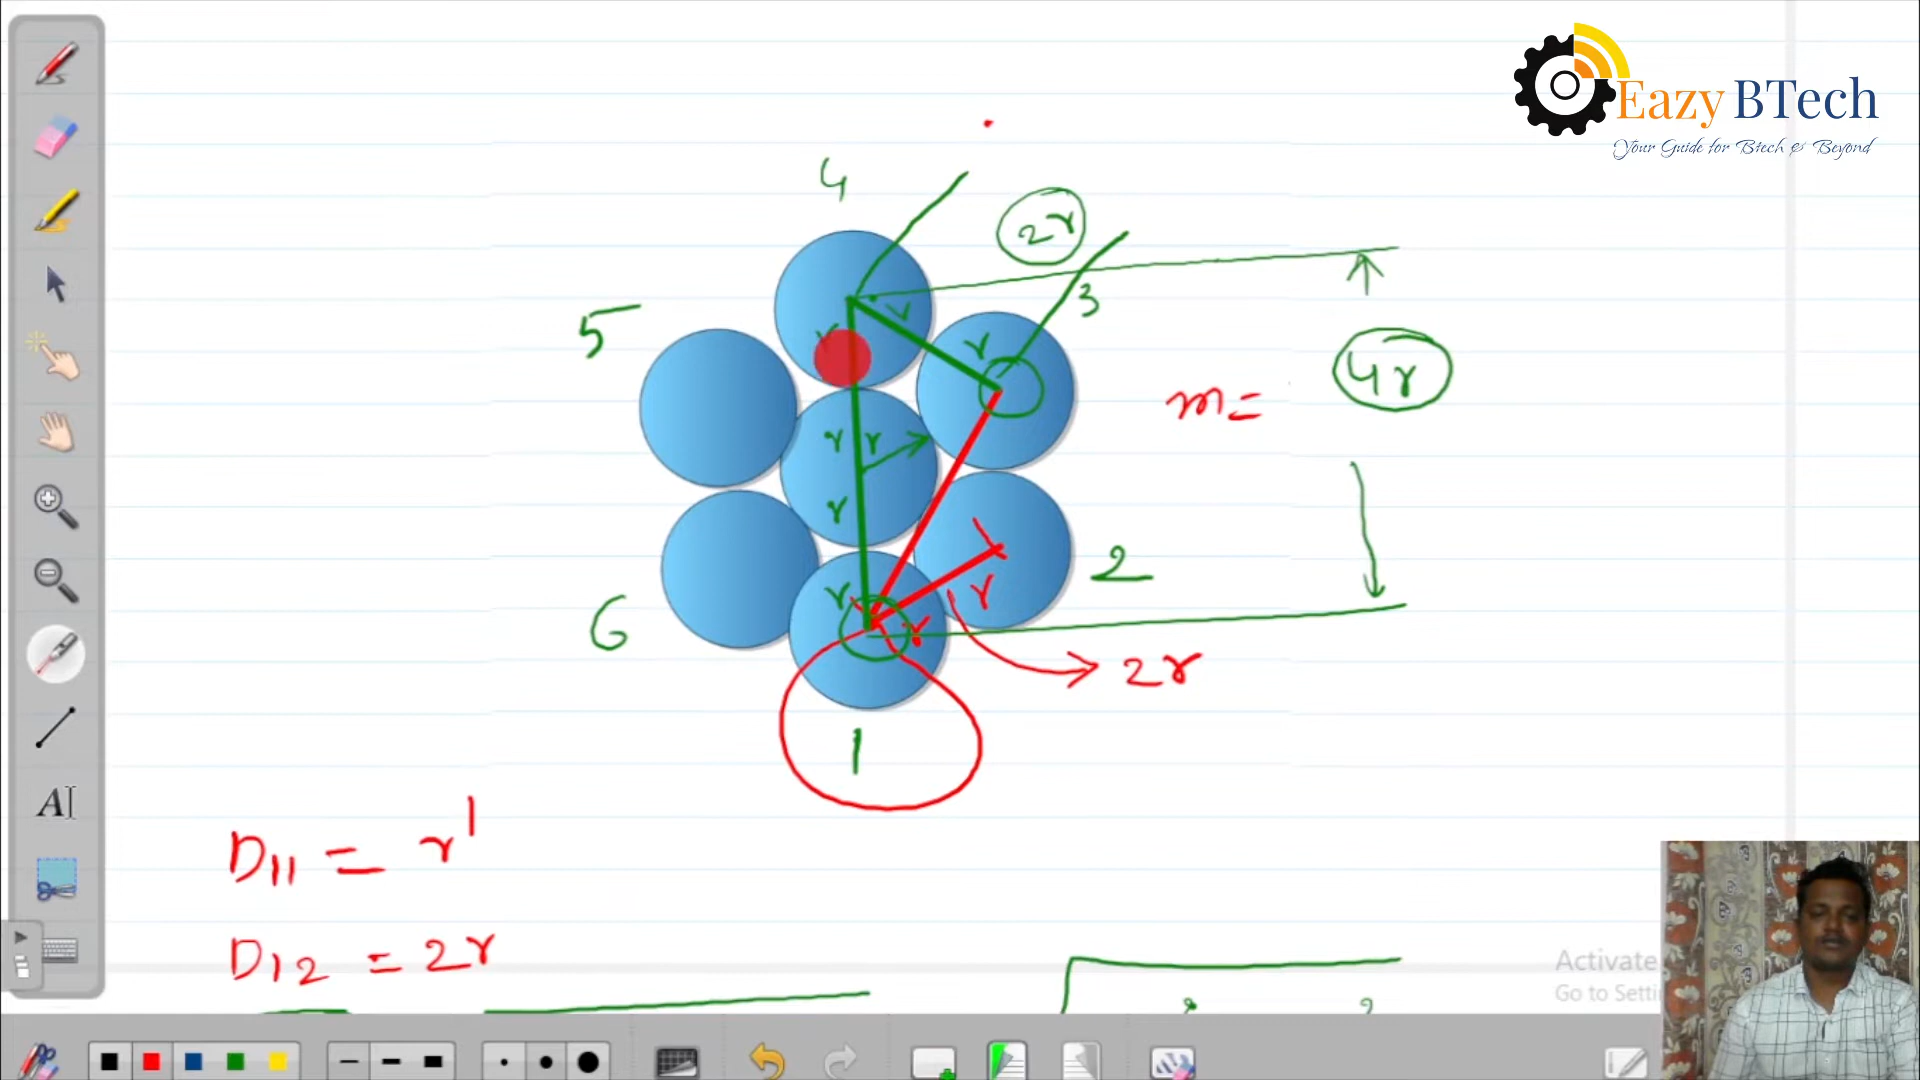 Eazy BTech
Your Guide for Btech & Beyond
4
2r
3
5
r
r
r
4r
m=
r r
r
2
r
r
6
r
2r
1
D11 = r'
D12 = 2r
Activate
Go to Setti
A